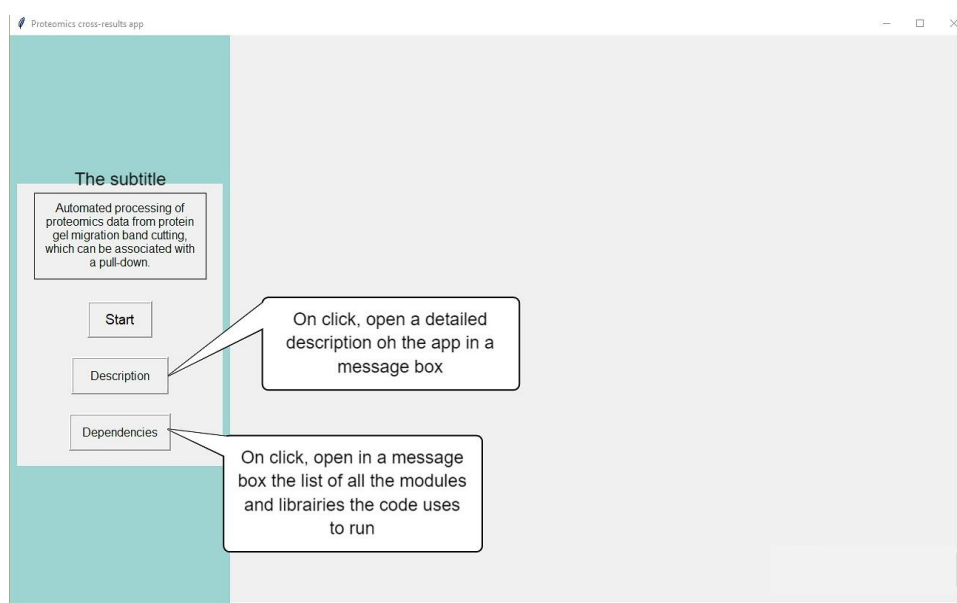 Proteomics cross-results app
The subtitle
Automated processing of
proteomics data from protein
gel migration band cutting,
which can be associated with
a pull-down.
Start
On click, open a detailed
description oh the app in a
message box
Description
Dependencies
On click, open in a message
box the list of all the modules
and librairies the code uses
to run